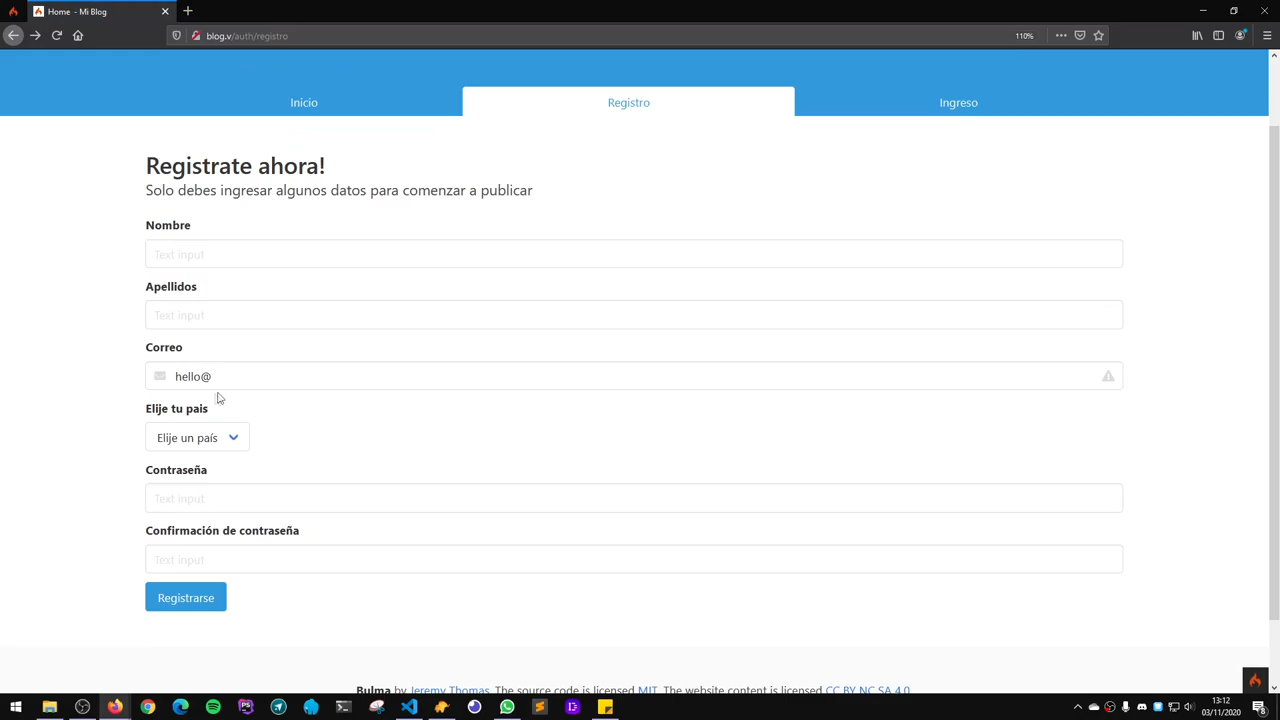 Home - Mi Blog
blog.v/auth/registro
110%
Inicio
Registro
Ingreso
Registrate ahora!
Solo debes ingresar algunos datos para comenzar a publicar
Nombre
Text input
Apellidos
Text input
Correo
hello@
Elije tu pais
Elije un país
Contraseña
Text input
Confirmación de contraseña
Text input
Registrarse
Bulma by Jeremy Thomas. The source code is licensed MIT. The website content is licensed CC BY NC SA 4.0.
13:12
03/11/2020